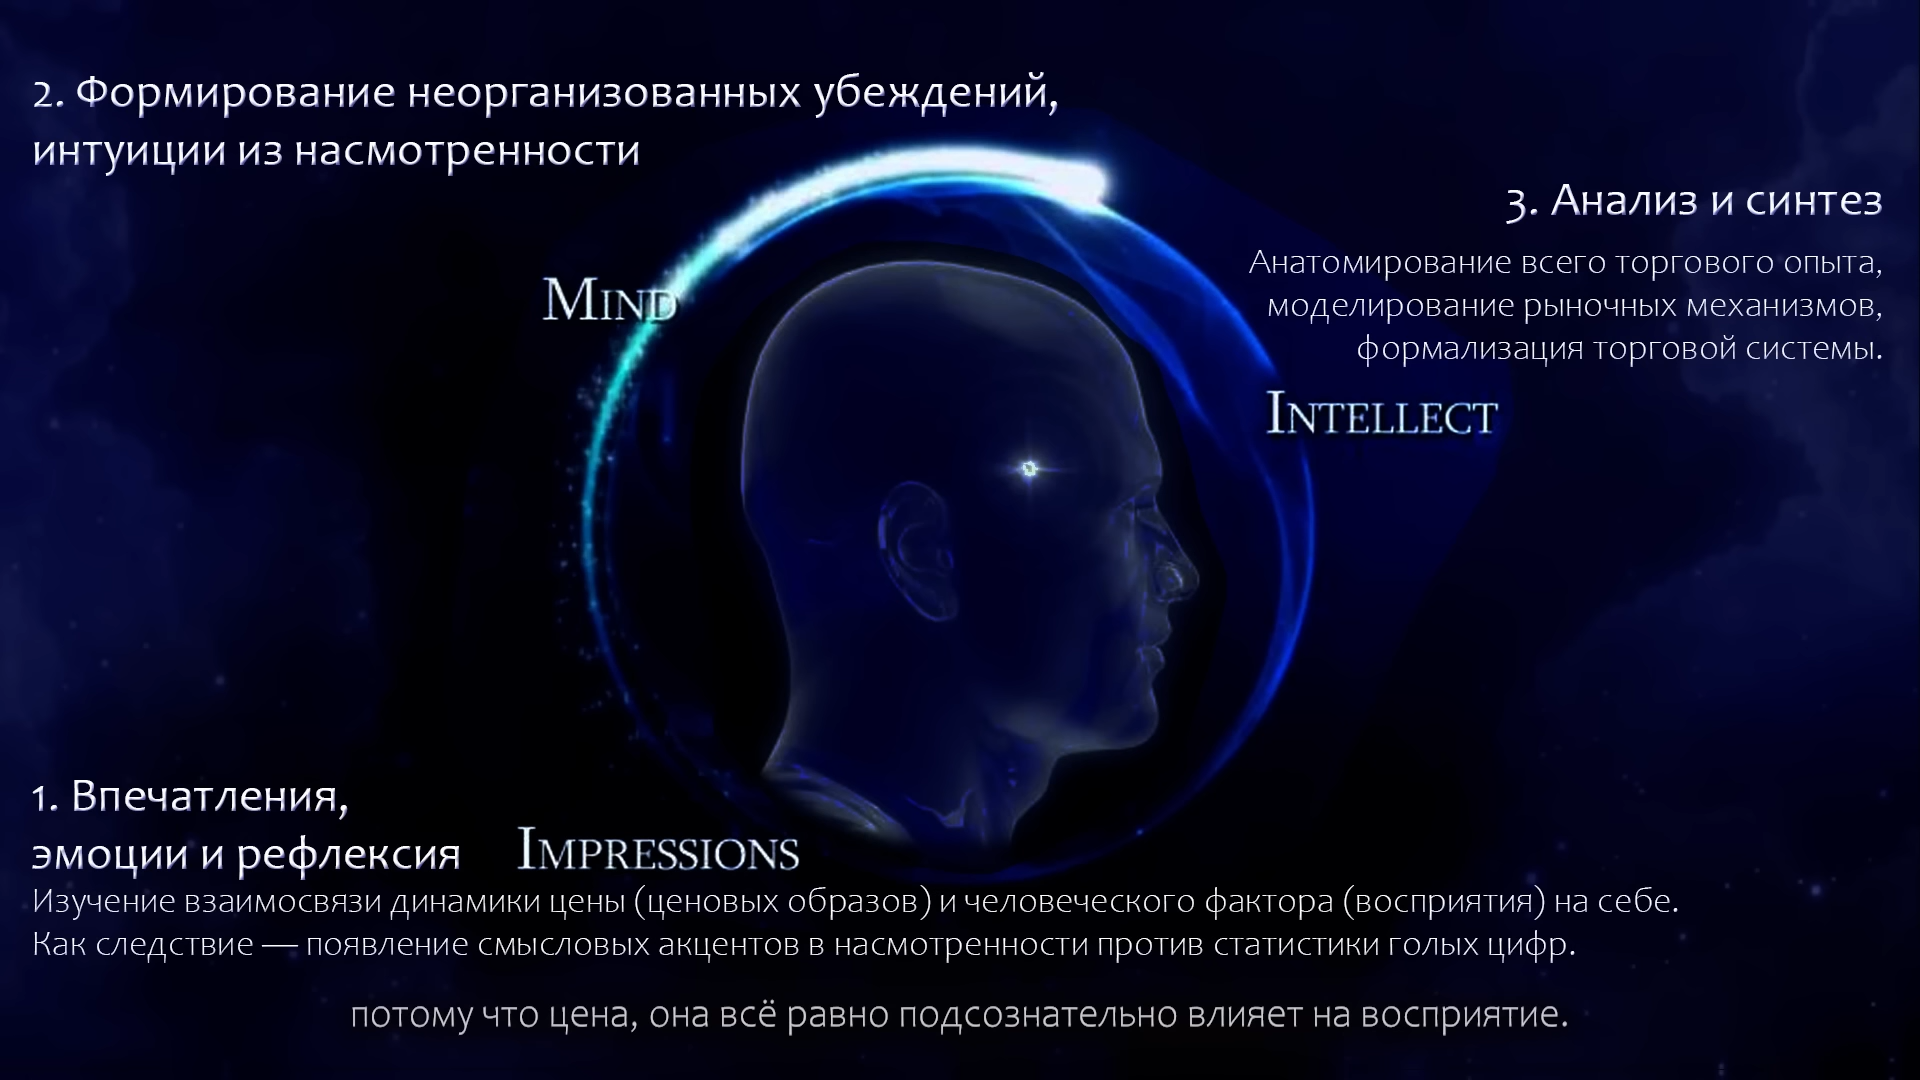 2. Формирование неорганизованных убеждений,
интуиции из насмотренности
3. Анализ и синтез
Анатомирование всего торгового опыта,
моделирование рыночных механизмов,
формализация торговой системы.
Mind
Intellect
1. Впечатления,
эмоции и рефлексия
Impressions
Изучение взаимосвязи динамики цены (ценовых образов) и человеческого фактора (восприятия) на себе.
Как следствие — появление смысловых акцентов в насмотренности против статистики голых цифр.
потому что цена, она всё равно подсознательно влияет на восприятие.